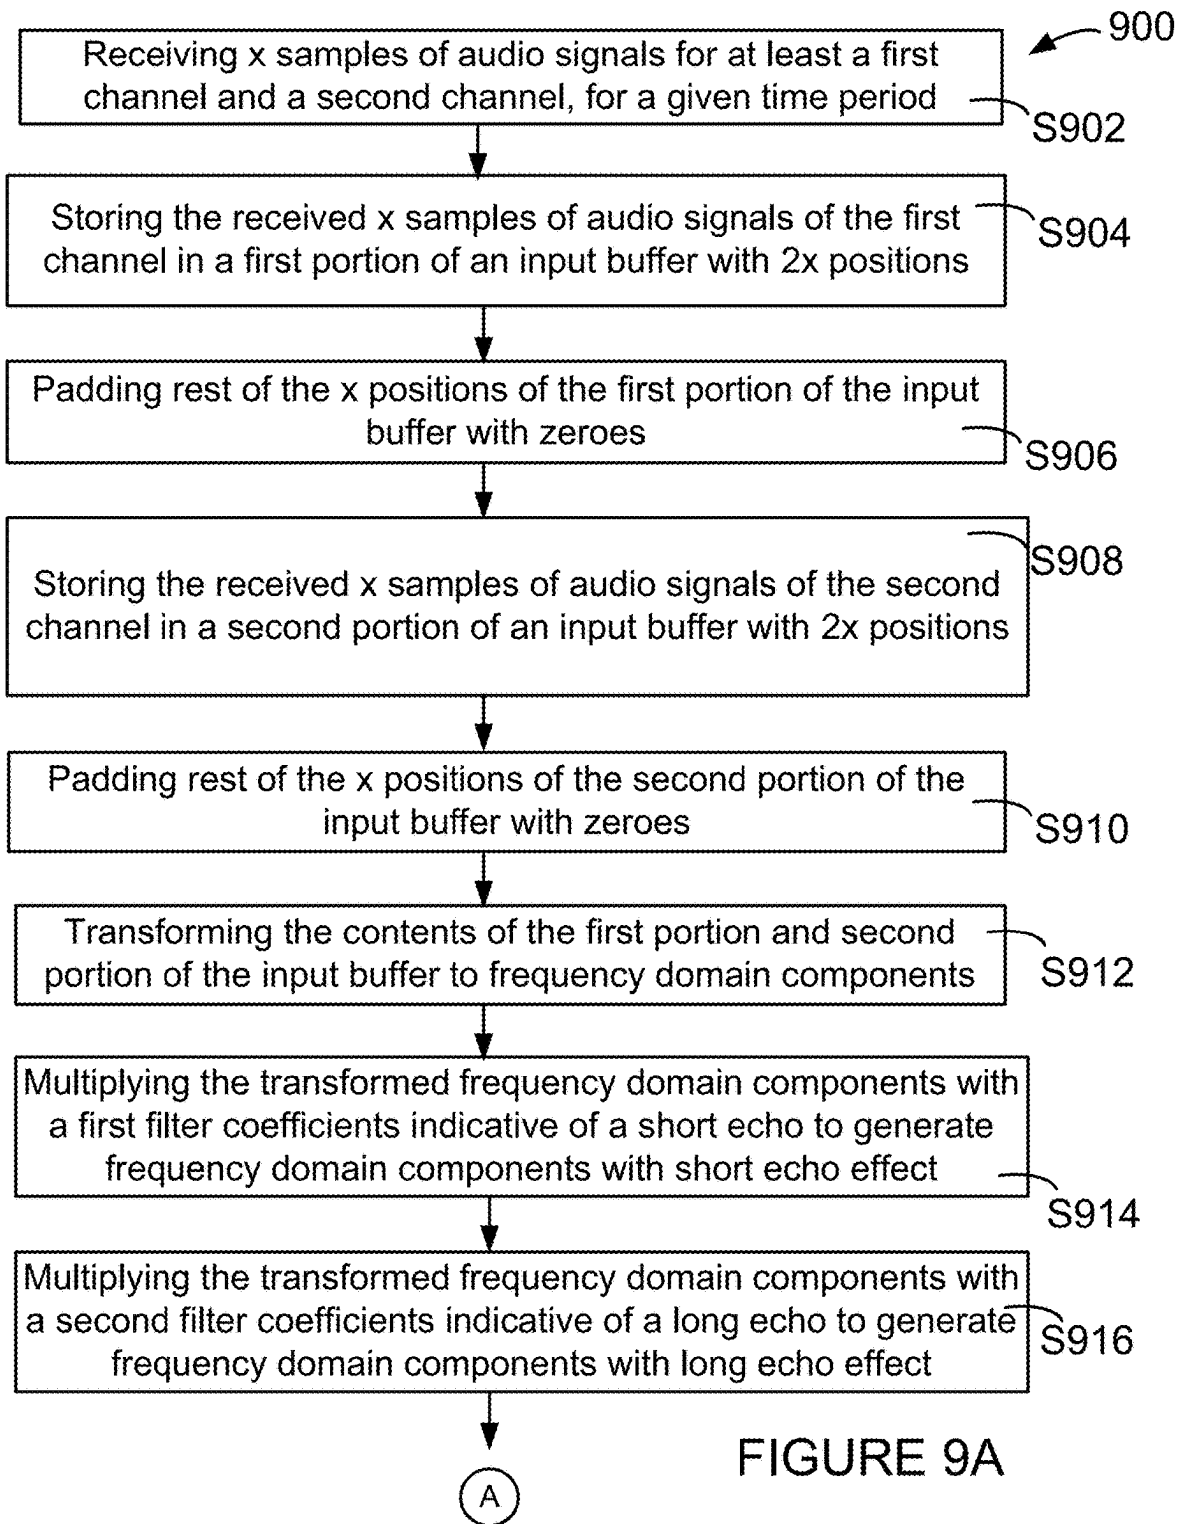 900
Receiving x samples of audio signals for at least a first
channel and a second channel, for a given time period
S902
Storing the received x samples of audio signals of the first
channel in a first portion of an input buffer with 2x positions
S904
Padding rest of the x positions of the first portion of the input
buffer with zeroes
S906
Storing the received x samples of audio signals of the second
channel in a second portion of an input buffer with 2x positions
S908
Padding rest of the x positions of the second portion of the
input buffer with zeroes
S910
Transforming the contents of the first portion and second
portion of the input buffer to frequency domain components
S912
Multiplying the transformed frequency domain components with
a first filter coefficients indicative of a short echo to generate
frequency domain components with short echo effect
S914
Multiplying the transformed frequency domain components with
a second filter coefficients indicative of a long echo to generate
frequency domain components with long echo effect
S916
A
FIGURE 9A